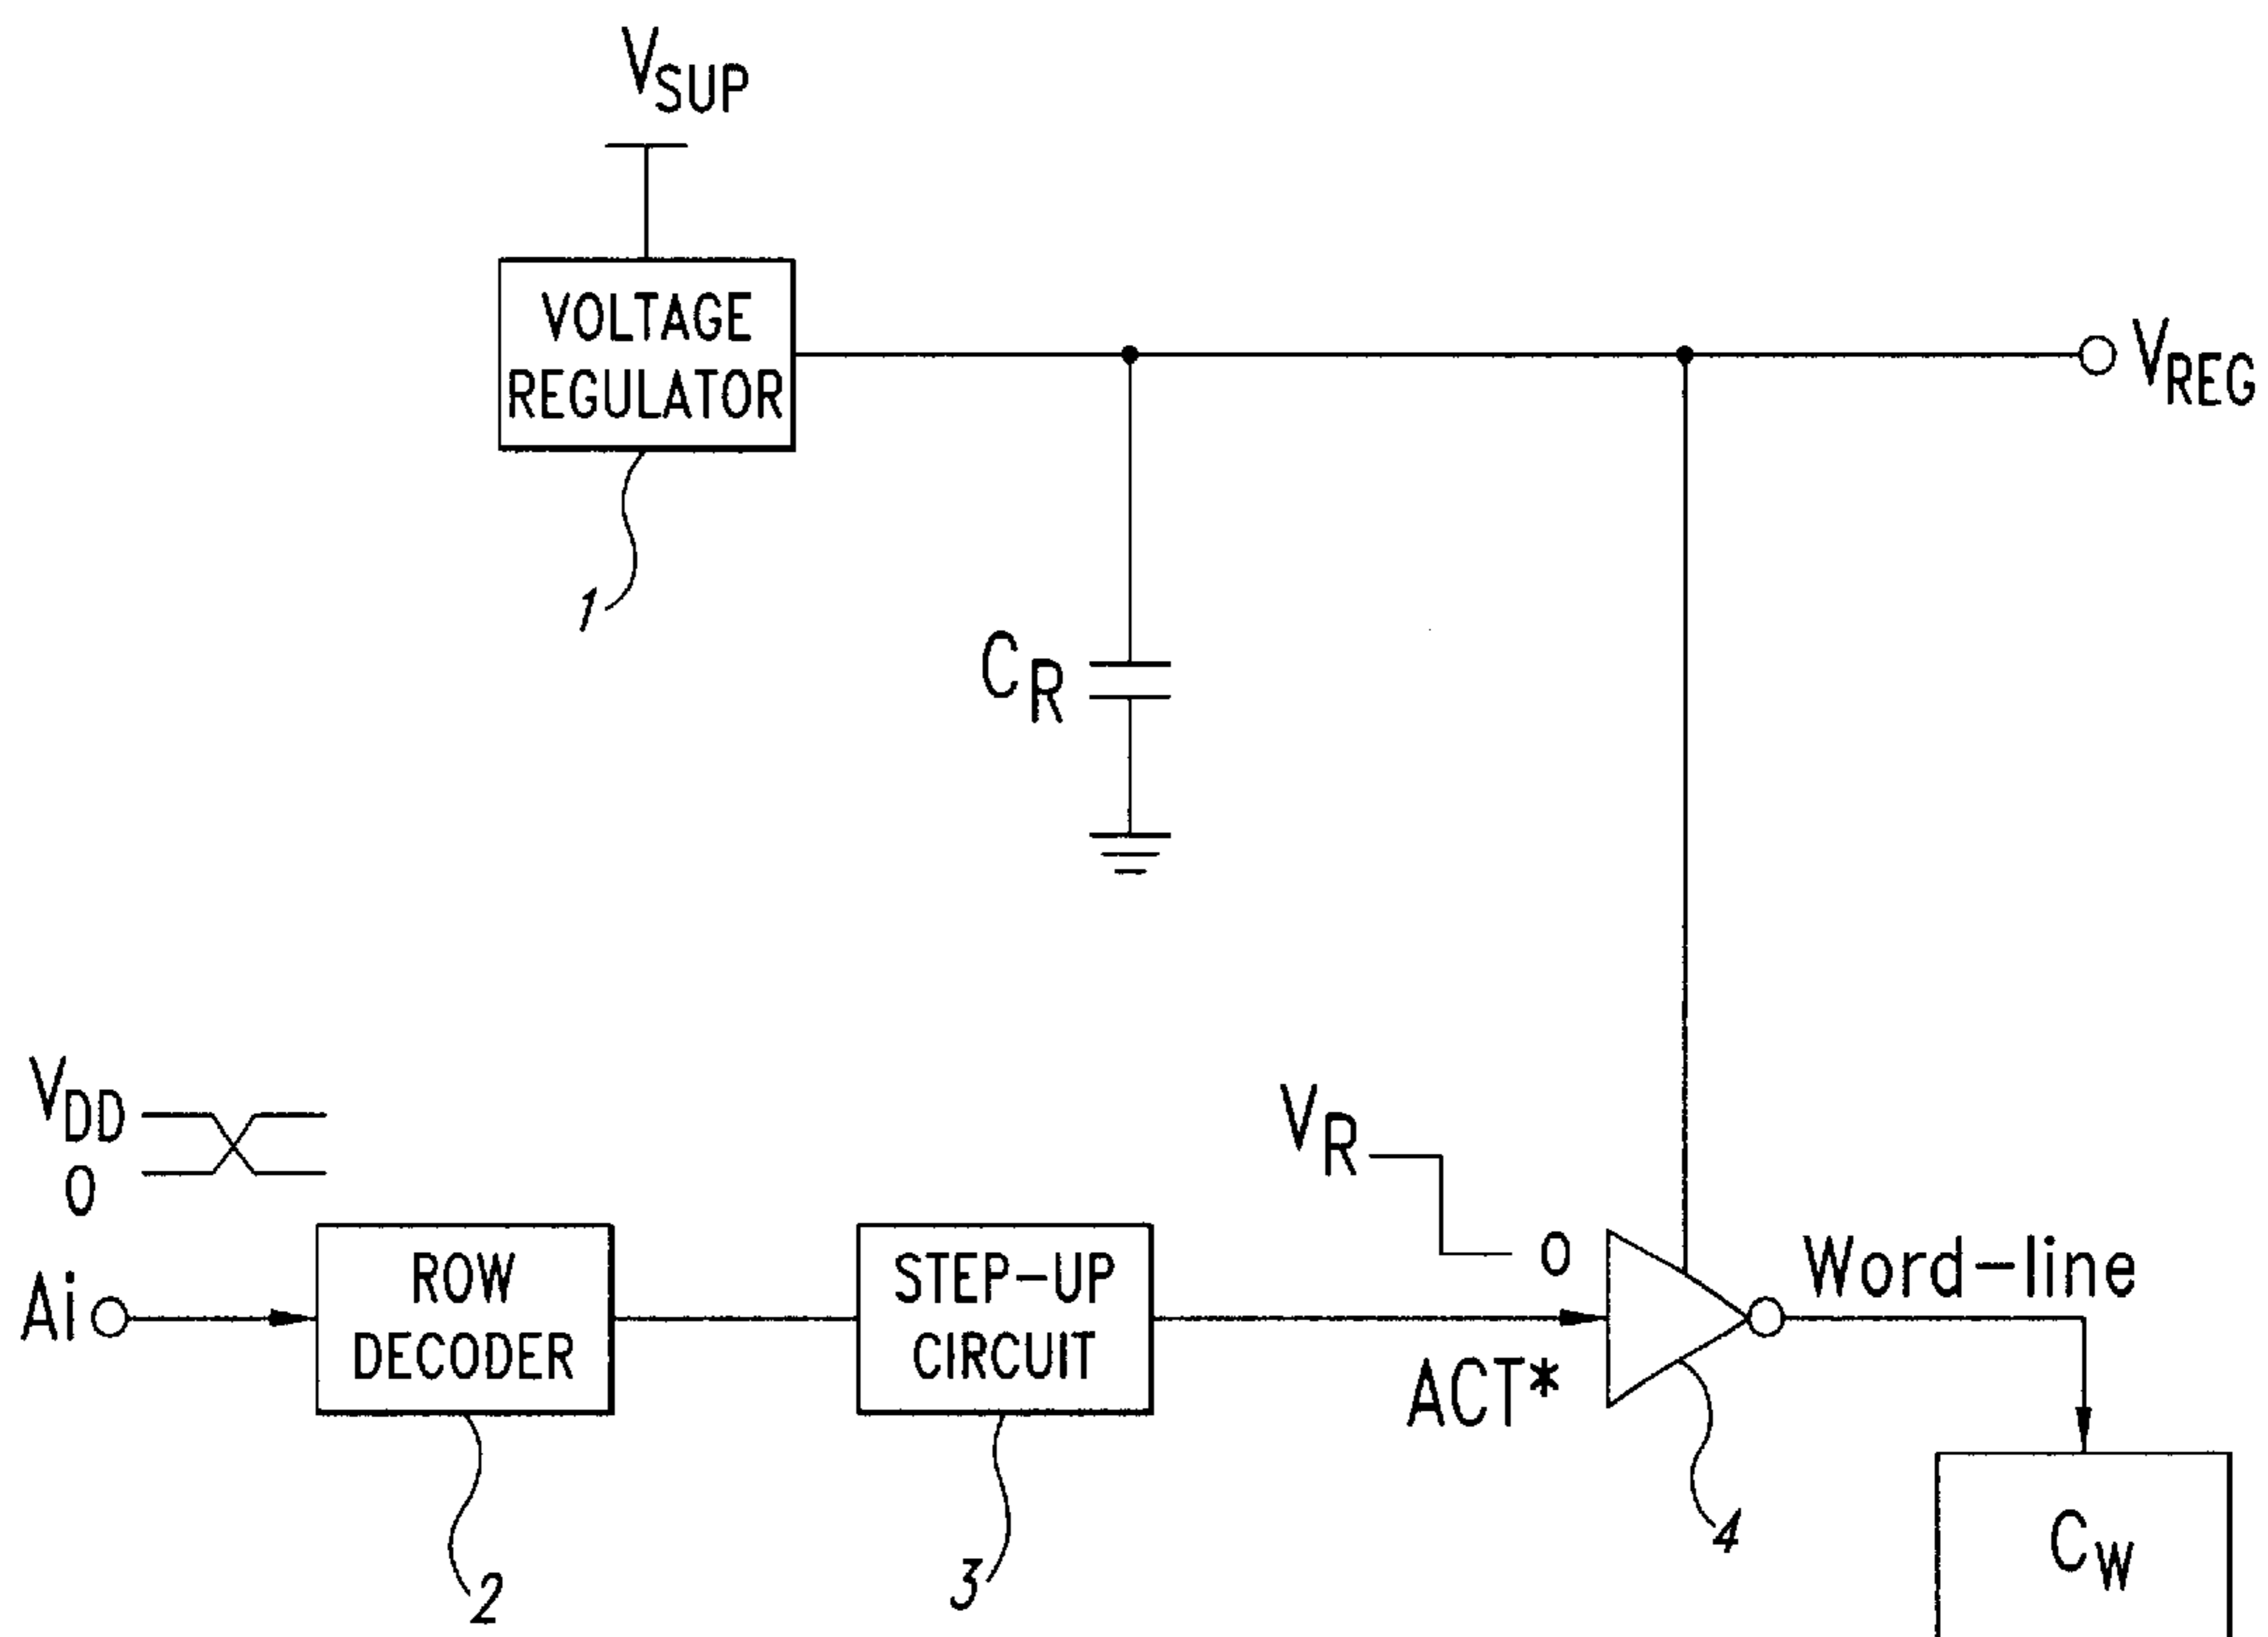 VSUP
VOLTAGE
REGULATOR
VREG
1
CR
VDD
0
VR
0
Ai
ROW
DECODER
STEP-UP
CIRCUIT
ACT*
Word-line
2
3
4
CW